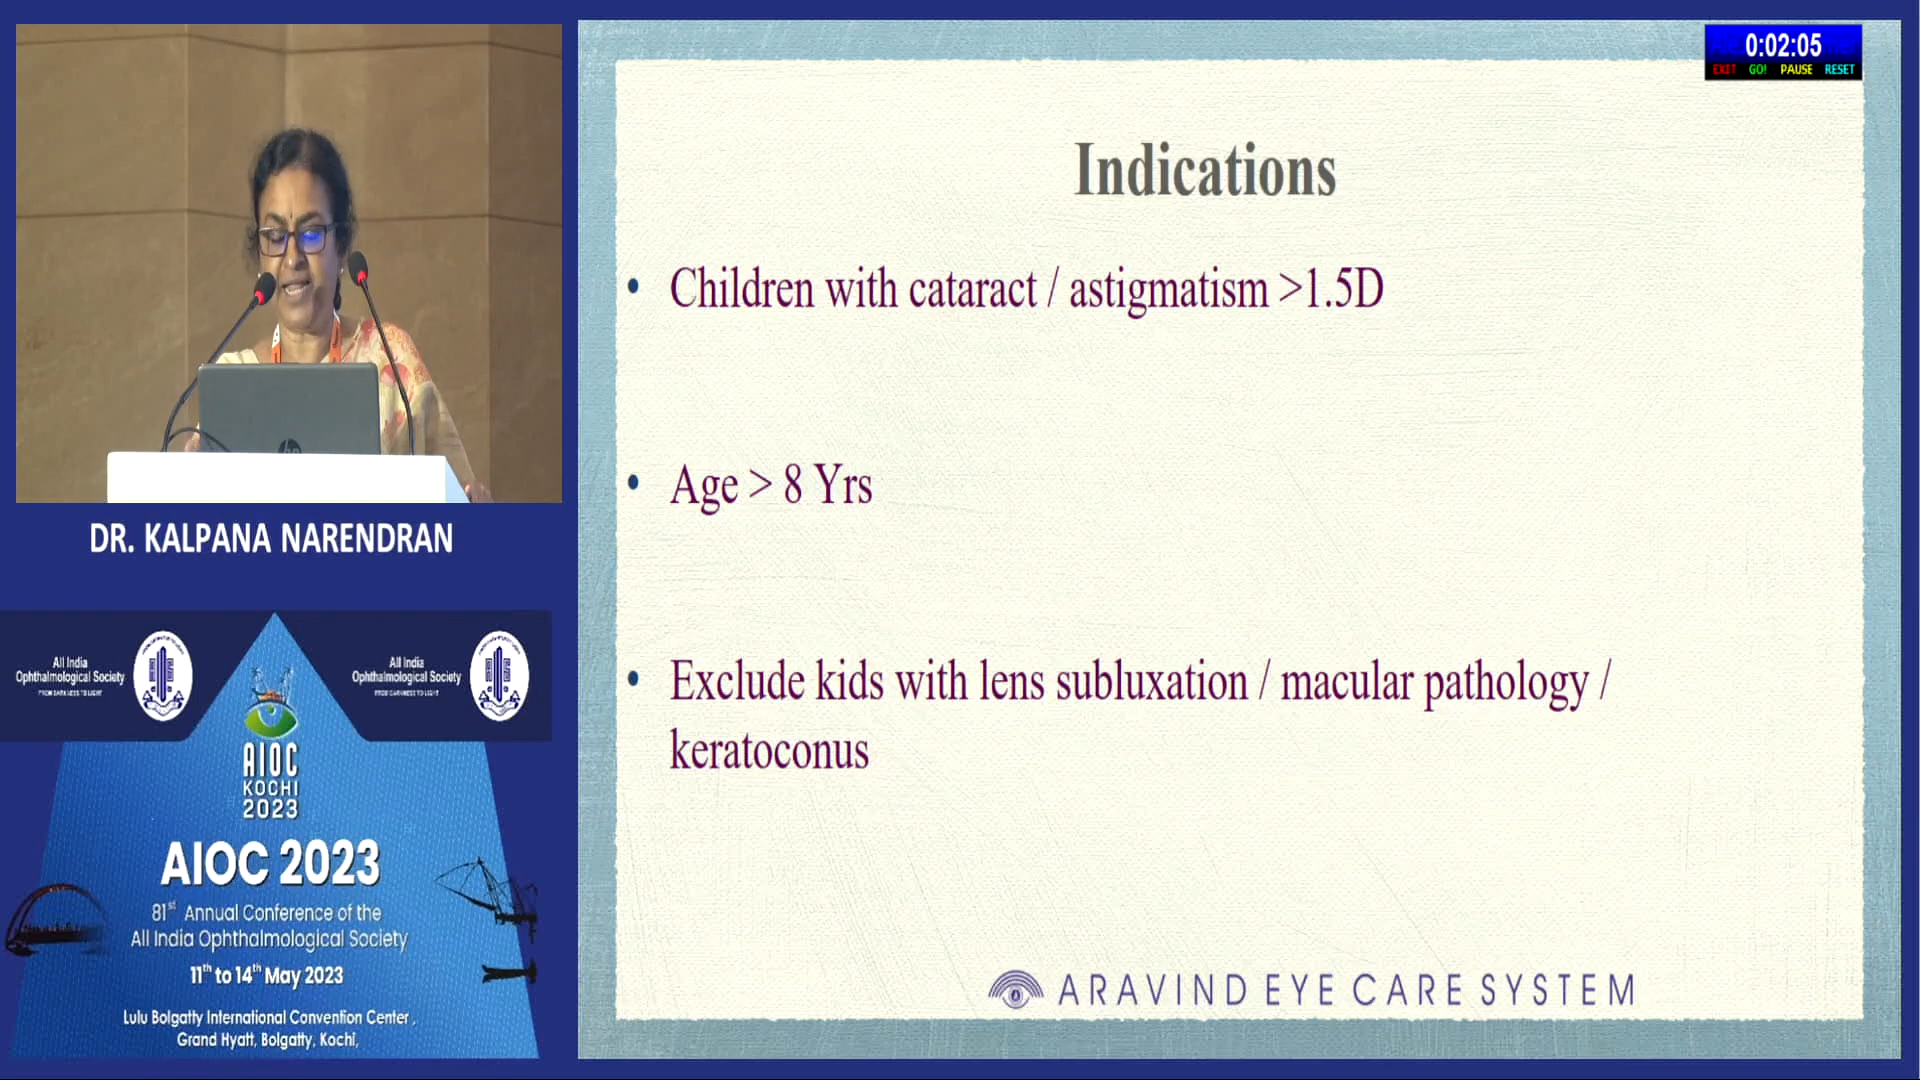 0:02:05
EXIT GO! PAUSE RESET
Indications
• Children with cataract / astigmatism >1.5D
• Age > 8 Yrs
• Exclude kids with lens subluxation / macular pathology /
keratoconus
ARAVIND EYE CARE SYSTEM
DR. KALPANA NARENDRAN
All India
Ophthalmological Society
FROM DARKNESS TO LIGHT
All India
Ophthalmological Society
FROM DARKNESS TO LIGHT
AIOC
KOCHI
2023
AIOC 2023
81st Annual Conference of the
All India Ophthalmological Society
11th to 14th May 2023
Lulu Bolgatty International Convention Center,
Grand Hyatt, Bolgatty, Kochi,